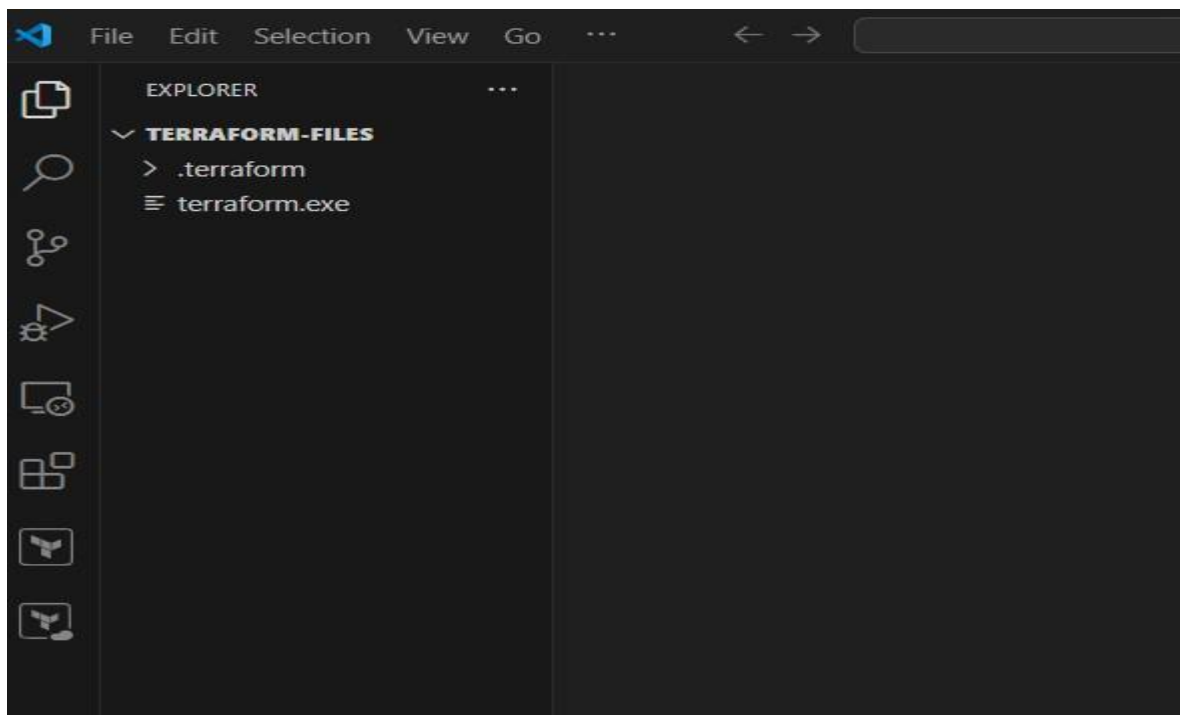 File Edit Selection View Go ...
EXPLORER ...
TERRAFORM-FILES
.terraform
terraform.exe